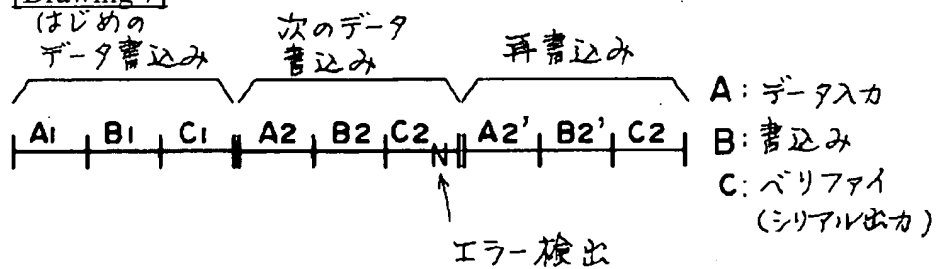 [Drawing 7]
はじめの
データ書込み
次のデータ
書込み
再書込み
A1 B1 C1 A2 B2 C2 N A2' B2' C2
A: データ入力
B: 書込み
C: ベリファイ
(シリアル出力)
エラー検出